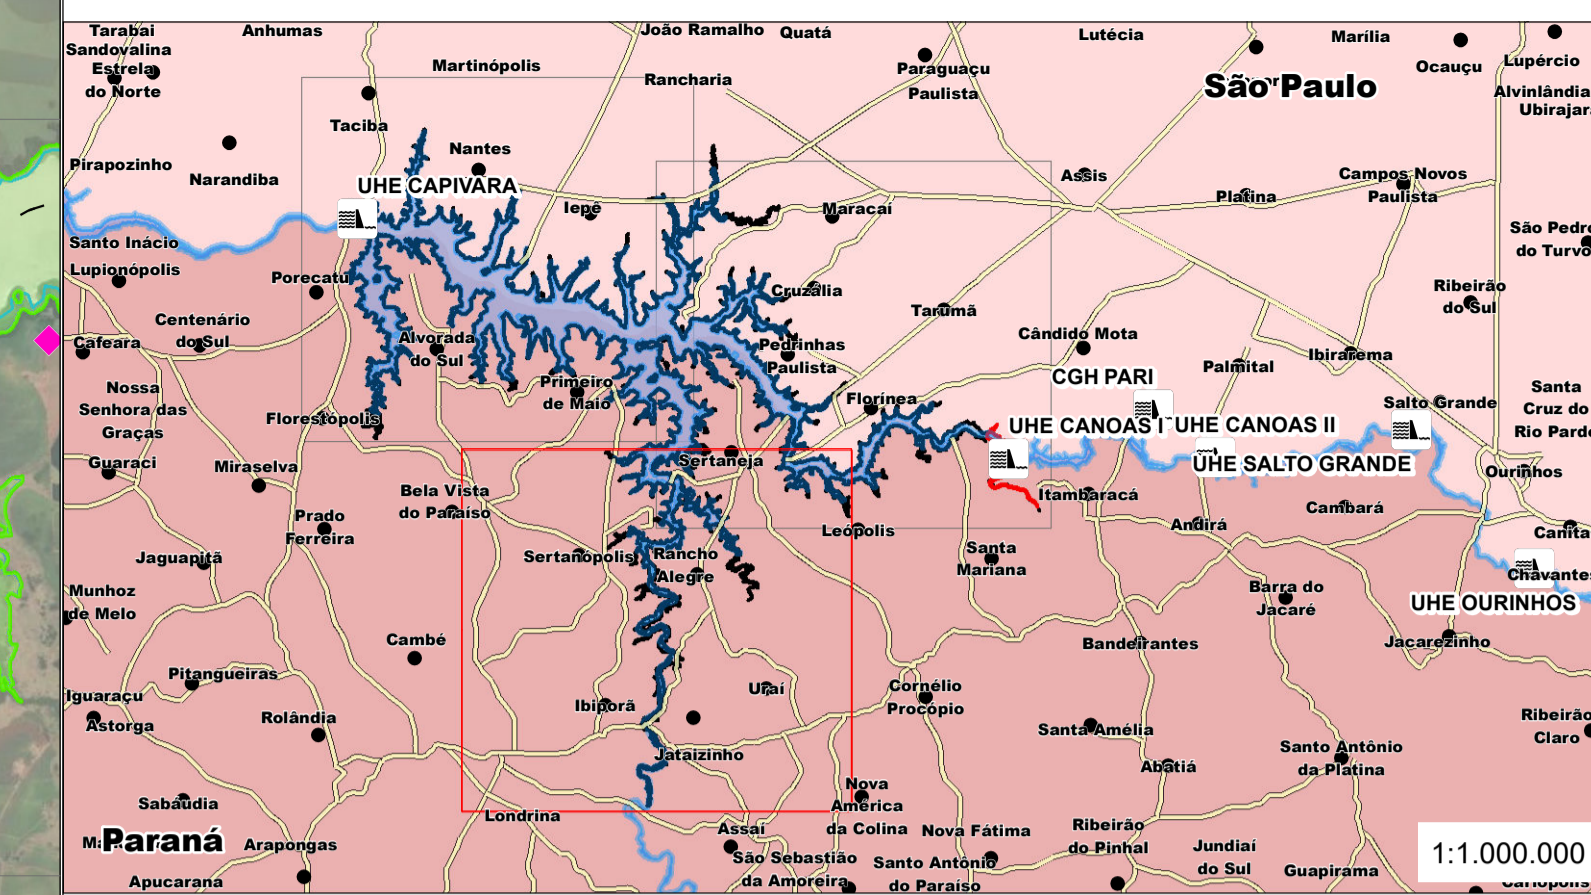 Tarabai
Anhumas
João Ramalho
Quatá
Lutécia
Marília
Sandovalina
Estrela
do Norte
Martinópolis
Rancharia
Paraguaçu
Paulista
São Paulo
Ocauçu
Lupércio
Alvinlândia
Taciba
Pirapozinho
Narandiba
Nantes
UHE CAPIVARA
Iepê
Maracaí
Assis
Platina
Campos Novos
Paulista
Santo Inácio
Lupionópolis
Porecatu
Cruzália
Tarumã
do Turvo
Ribeirão
do Sul
Centenário
do Sul
Cafeara
Alvorada
do Sul
Pedrinhas
Paulista
Cândido Mota
Palmital
Ibirarema
Nossa
Senhora das
Graças
Primeiro
de Maio
Florínea
CGH PARI
Salto Grande
Santa
Cruz do
Florestópolis
UHE CANOAS I
UHE CANOAS II
UHE SALTO GRANDE
Guaraci
Miraselva
Sertaneja
Ourinhos
Bela Vista
do Paraíso
Itambaracá
Cambará
Prado
Ferreira
Leópolis
Andirá
Canita
Jaguapitã
Sertanópolis
Rancho
Alegre
Santa
Mariana
Chavantes
Munhoz
de Melo
Barra do
Jacaré
UHE OURINHOS
Cambé
Bandeirantes
Jacarezinho
Pitangueiras
Iguaraçu
Astorga
Rolândia
Ibiporã
Uraí
Cornélio
Procópio
Santa Amélia
Ribeirão
Claro
Jataizinho
Abatiá
Santo Antônio
da Platina
Sabáudia
Londrina
Nova
América
da Colina
Paraná
Arapongas
Assaí
Nova Fátima
Ribeirão
do Pinhal
Jundiaí
do Sul
Guapirama
1:1.000.000
Apucarana
São Sebastião
da Amoreira
Santo Antônio
do Paraíso